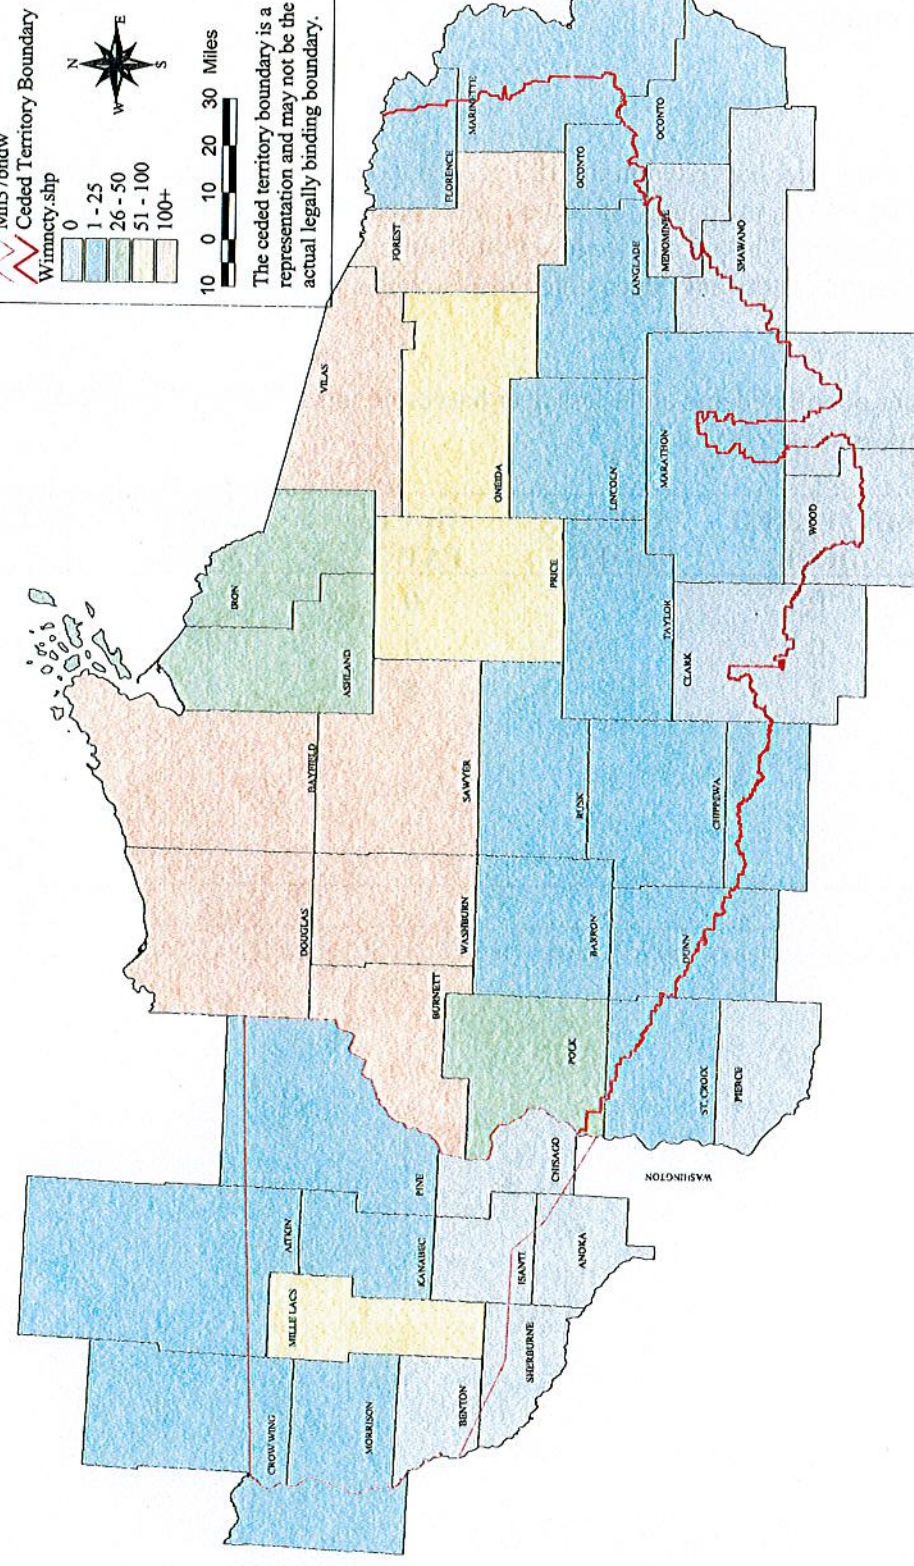 Ceded Territory Boundary
Wimncty.shp
0
1 - 25
26 - 50
51 - 100
100+
N
E
S
W
10 0 10 20 30 Miles
The ceded territory boundary is a
representation and may not be the
actual legally binding boundary.
IRON
ASHLAND
VILAS
FOREST
FLORENCE
MARINETTE
BAYFIELD
DOUGLAS
SAWYER
WASHBURN
BURNETT
PRICE
ONEIDA
OCONTO
OCONTO
LANGLADE
MENOMINEE
SHAWANO
LINCOLN
MARATHON
WOOD
TAYLOR
CLARK
RUSK
CHIPPEWA
BARRON
DUNN
POLK
ST. CROIX
PIERCE
WASHINGTON
CHISAGO
PINE
AITKIN
KANABEC
ISANTI
ANOKA
MILLE LACS
SHERBURNE
CROW WING
MORRISON
BENTON